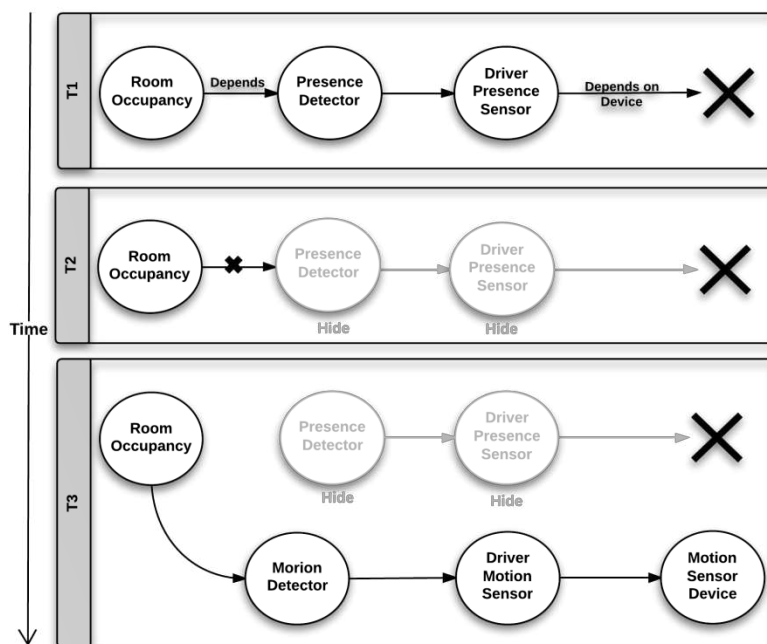 T1
Room
Occupancy
Depends
Presence
Detector
Driver
Presence
Sensor
Depends on
Device
T2
Room
Occupancy
Presence
Detector
Hide
Driver
Presence
Sensor
Hide
Time
T3
Room
Occupancy
Presence
Detector
Hide
Driver
Presence
Sensor
Hide
Morion
Detector
Driver
Motion
Sensor
Motion
Sensor
Device